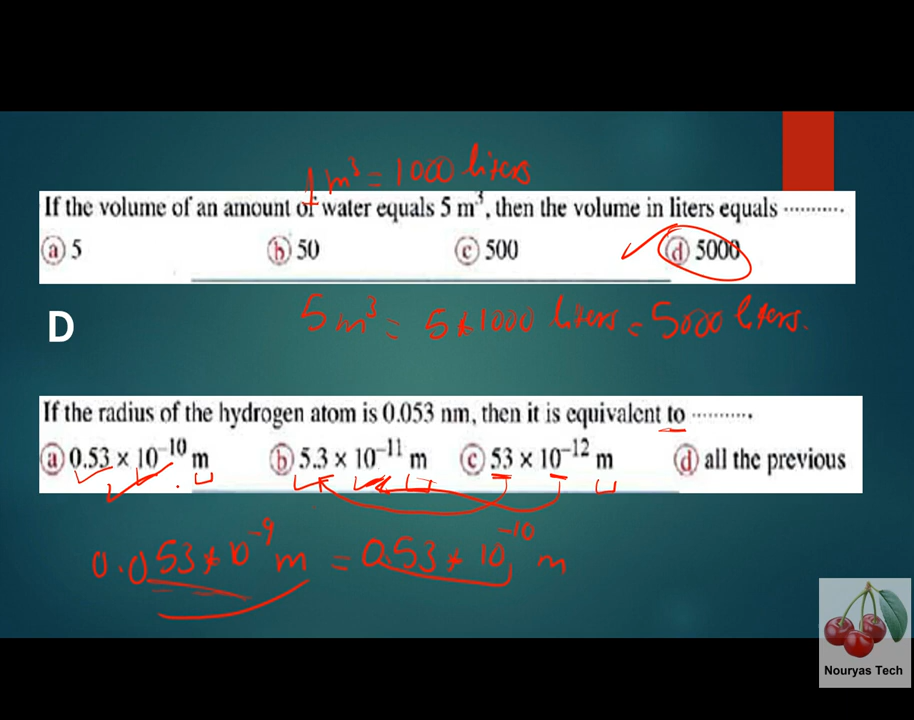 1 m³ = 1000 liters
If the volume of an amount of water equals 5 m³, then the volume in liters equals ··········
ⓐ 5 ⓑ 50 ⓒ 500 ⓓ 5000
5 m³ = 5 * 1000 liters = 5000 liters.
D
If the radius of the hydrogen atom is 0.053 nm, then it is equivalent to ··········
ⓐ 0.53 × 10⁻¹⁰ m ⓑ 5.3 × 10⁻¹¹ m ⓒ 53 × 10⁻¹² m ⓓ all the previous
0.053 * 10⁻⁹ m = 0.53 * 10⁻¹⁰ m
Nouryas Tech